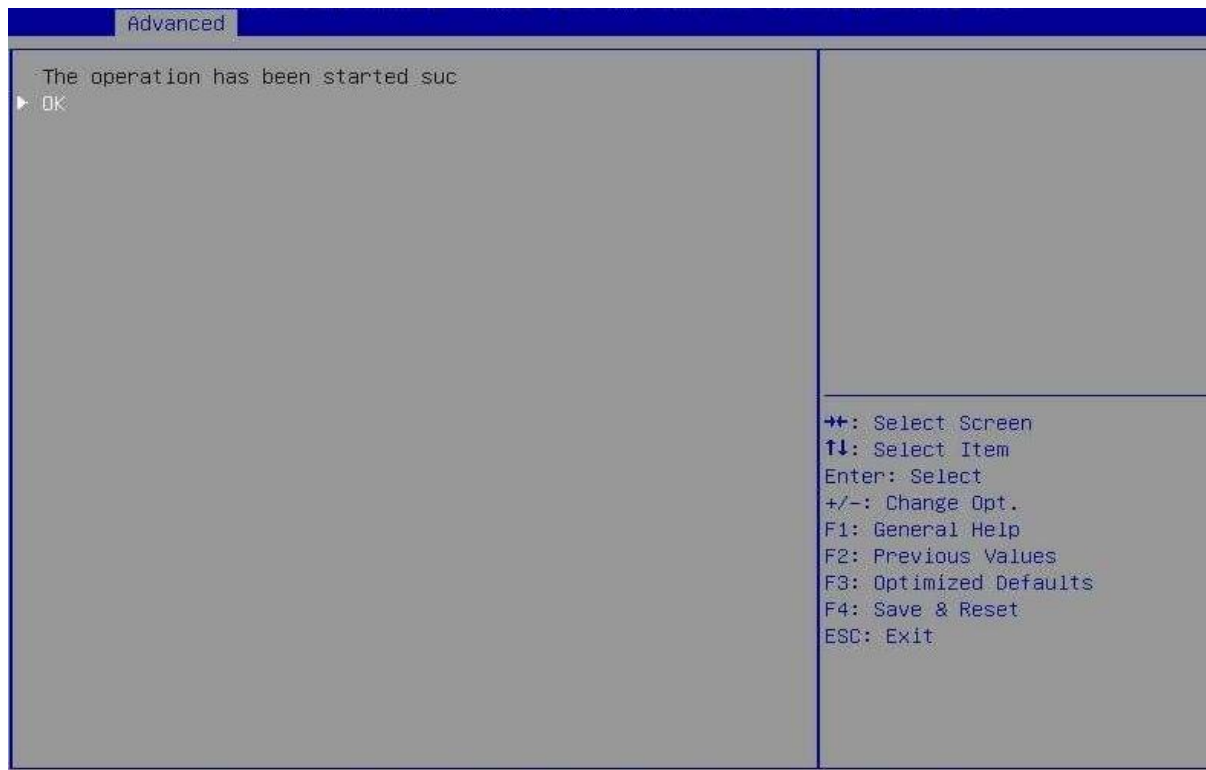 Advanced
The operation has been started suc
OK
→←: Select Screen
↑↓: Select Item
Enter: Select
+/-: Change Opt.
F1: General Help
F2: Previous Values
F3: Optimized Defaults
F4: Save & Reset
ESC: Exit